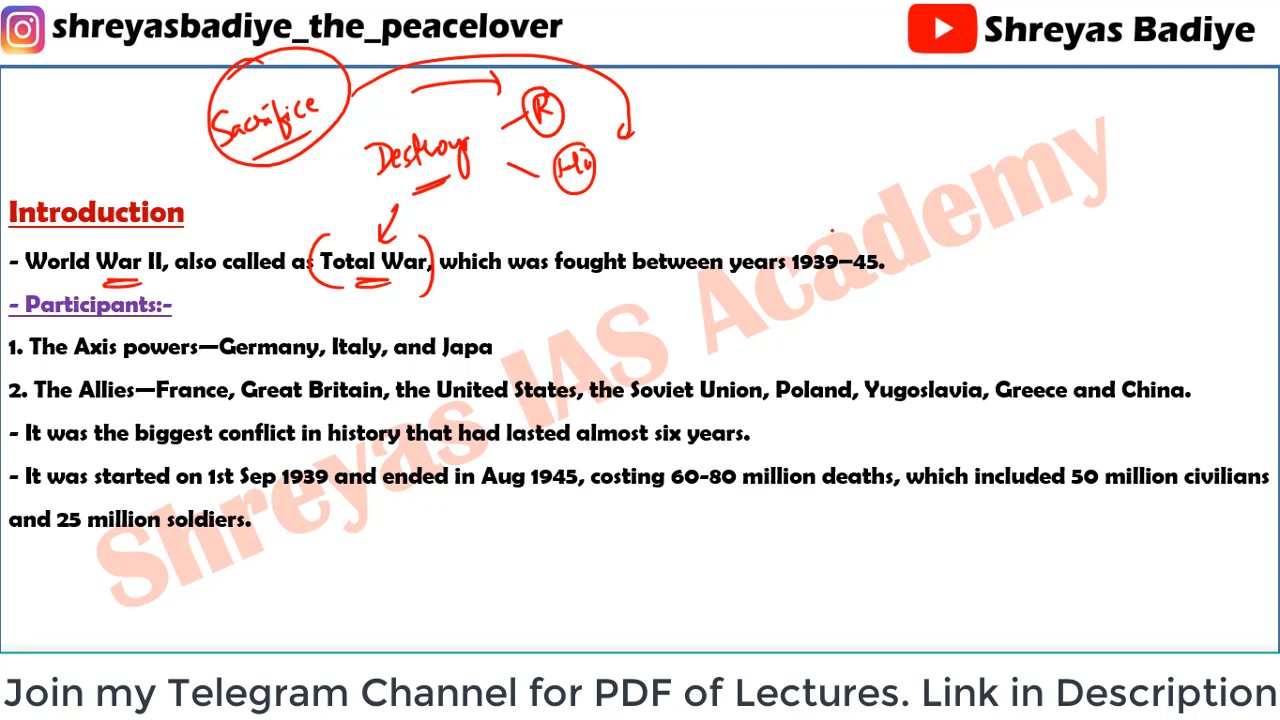 shreyasbadiye_the_peacelover
Shreyas Badiye
Sacrifice
R
Destroy
Introduction
- World War II, also called as Total War, which was fought between years 1939–45.
- Participants:-
1. The Axis powers—Germany, Italy, and Japa
2. The Allies—France, Great Britain, the United States, the Soviet Union, Poland, Yugoslavia, Greece and China.
- It was the biggest conflict in history that had lasted almost six years.
- It was started on 1st Sep 1939 and ended in Aug 1945, costing 60-80 million deaths, which included 50 million civilians
and 25 million soldiers.
Shreyas IAS Academy
Join my Telegram Channel for PDF of Lectures. Link in Description